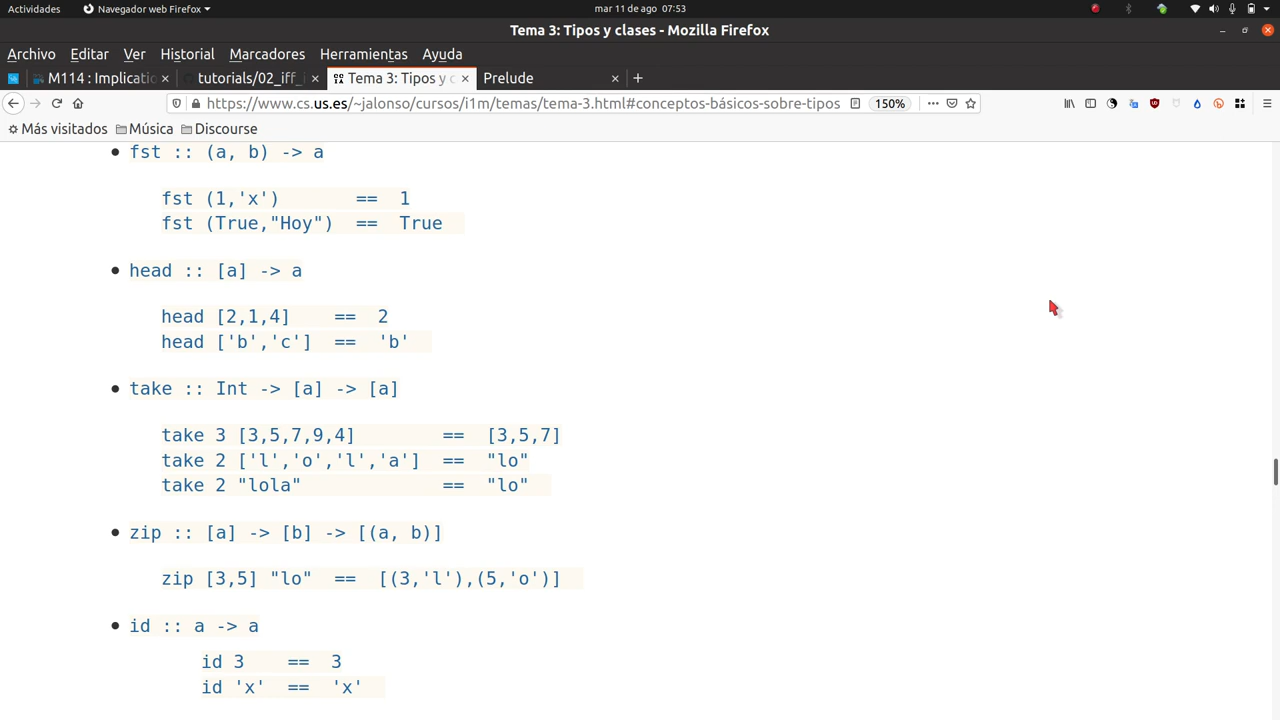 Actividades Navegador web Firefox mar 11 de ago 07:53
Tema 3: Tipos y clases - Mozilla Firefox
Archivo Editar Ver Historial Marcadores Herramientas Ayuda
M114 : Implicatio × tutorials/02_iff_i × Tema 3: Tipos y c × Prelude × +
https://www.cs.us.es/~jalonso/cursos/i1m/temas/tema-3.html#conceptos-básicos-sobre-tipos 150%
Más visitados Música Discourse
• fst :: (a, b) -> a
fst (1,'x') == 1
fst (True,"Hoy") == True
• head :: [a] -> a
head [2,1,4] == 2
head ['b','c'] == 'b'
• take :: Int -> [a] -> [a]
take 3 [3,5,7,9,4] == [3,5,7]
take 2 ['l','o','l','a'] == "lo"
take 2 "lola" == "lo"
• zip :: [a] -> [b] -> [(a, b)]
zip [3,5] "lo" == [(3,'l'),(5,'o')]
• id :: a -> a
id 3 == 3
id 'x' == 'x'